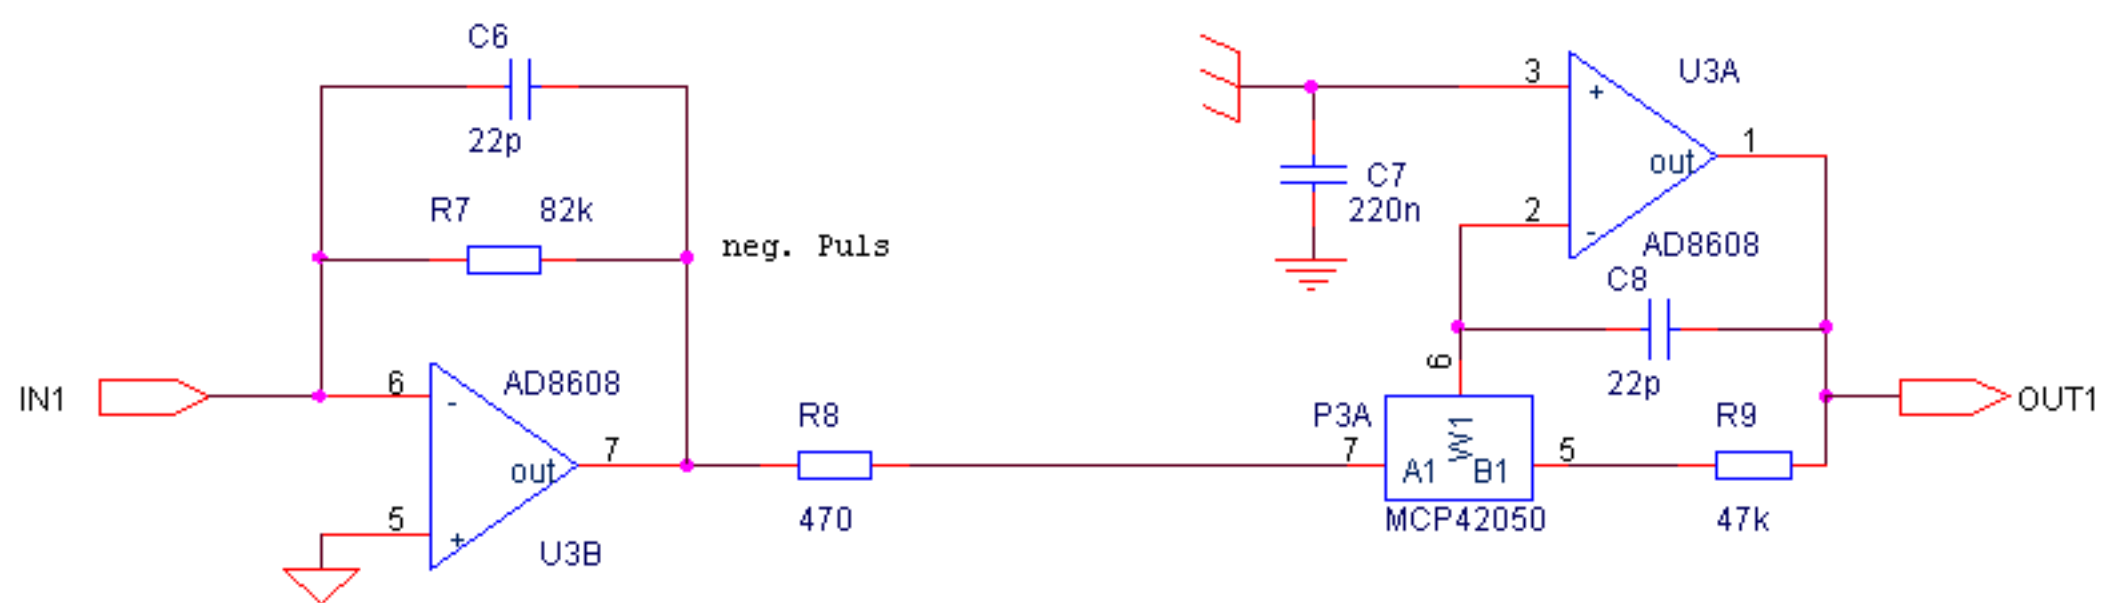 C6
22p
R7 82k
neg. Puls
IN1
6
-
AD8608
out
7
5
+
U3B
R8
470
3
+
U3A
C7
220n
out
1
2
-
AD8608
C8
22p
6
P3A
7
A1 W1 B1
5
MCP42050
R9
47k
OUT1